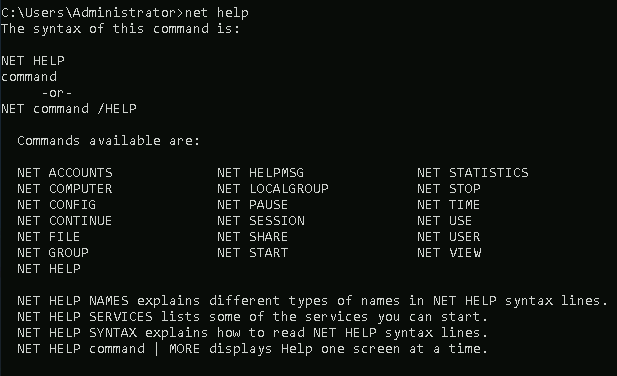 C:\Users\Administrator>net help
The syntax of this command is:
NET HELP
command
-or-
NET command /HELP
Commands available are:
NET ACCOUNTS NET HELPMSG NET STATISTICS
NET COMPUTER NET LOCALGROUP NET STOP
NET CONFIG NET PAUSE NET TIME
NET CONTINUE NET SESSION NET USE
NET FILE NET SHARE NET USER
NET GROUP NET START NET VIEW
NET HELP
NET HELP NAMES explains different types of names in NET HELP syntax lines.
NET HELP SERVICES lists some of the services you can start.
NET HELP SYNTAX explains how to read NET HELP syntax lines.
NET HELP command | MORE displays Help one screen at a time.